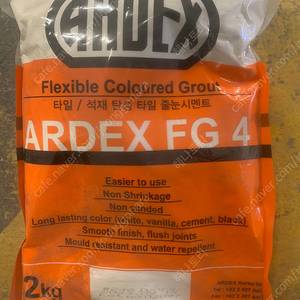 ARDEX
Flexible Coloured Grout
타일 / 석재 탄성 타일 줄눈시멘트
ARDEX FG 4
Easier to use
Non Shrinkage
Non sanded
Long lasting color (white, vanilla, cement, black)
Smooth finish, flush joints
Mould resistant and water repellent
2kg